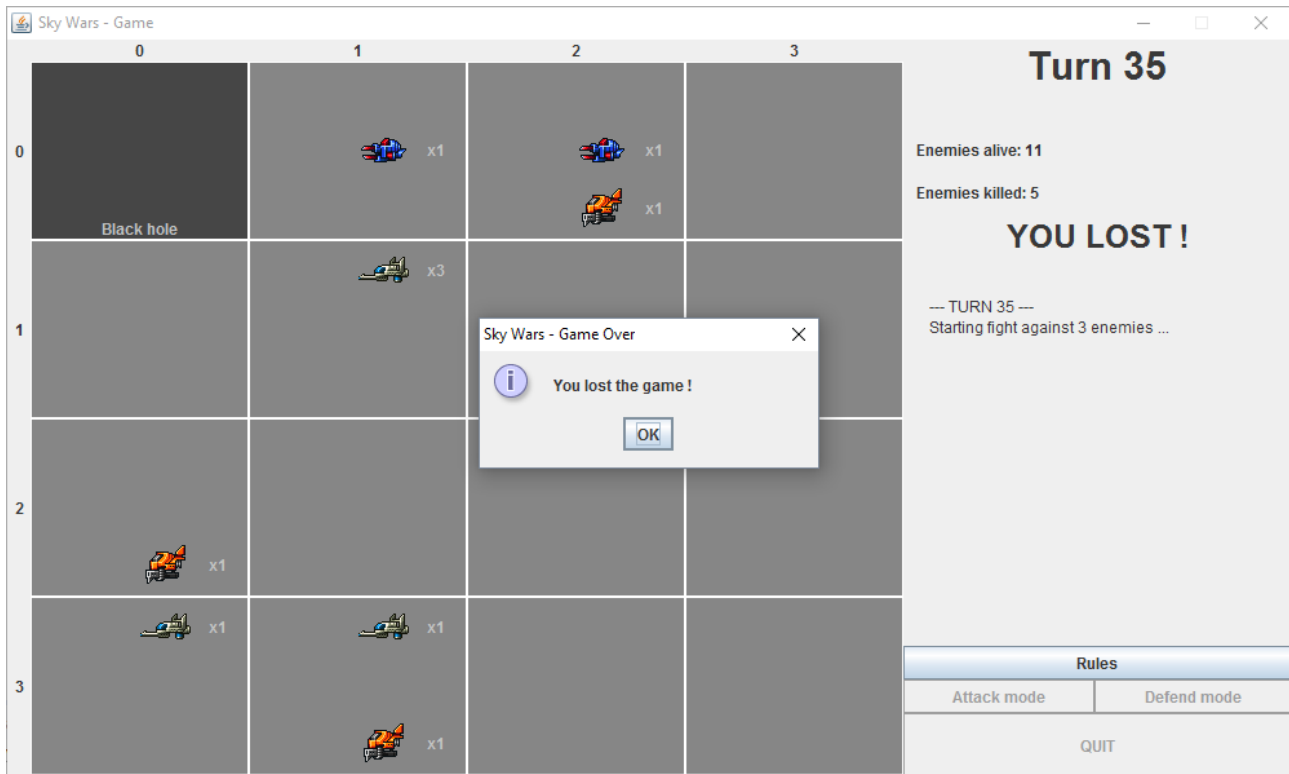 Sky Wars - Game
0 1 2 3
Turn 35
0
x1 x1
x1
Black hole
Enemies alive: 11
Enemies killed: 5
YOU LOST !
1
x3
--- TURN 35 ---
Starting fight against 3 enemies ...
Sky Wars - Game Over
i
You lost the game !
OK
2
x1
3
x1 x1
x1
Rules
Attack mode Defend mode
QUIT